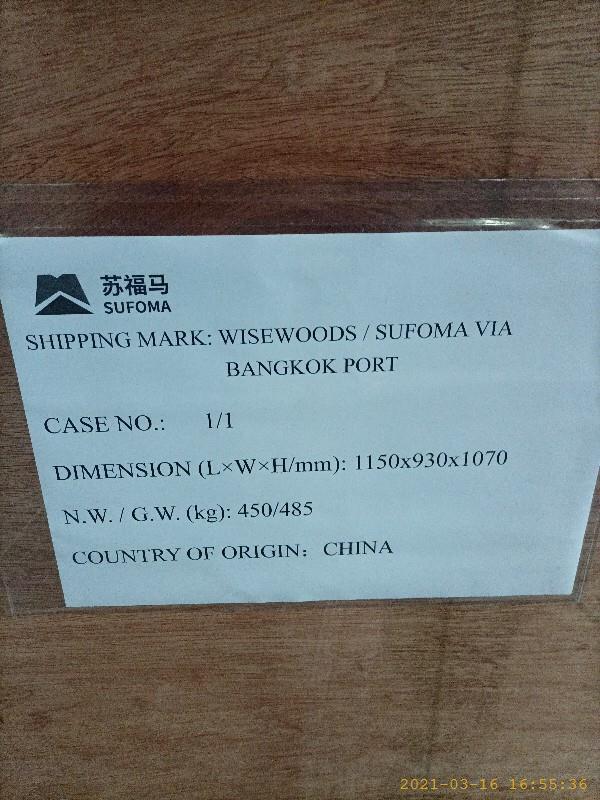 苏福马
SUFOMA
SHIPPING MARK: WISEWOODS / SUFOMA VIA
BANGKOK PORT
CASE NO.: 1/1
DIMENSION (L×W×H/mm): 1150x930x1070
N.W. / G.W. (kg): 450/485
COUNTRY OF ORIGIN: CHINA
2021-03-16 16:55:36